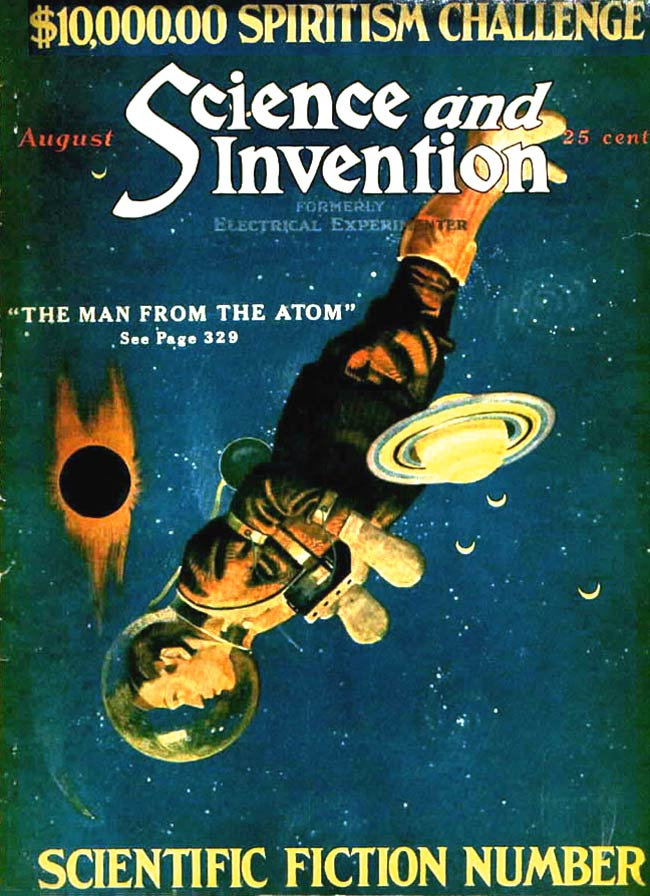 $10,000.00 SPIRITISM CHALLENGE
Science and
August
25 cent
Invention
FORMERLY
ELECTRICAL EXPERIMENTER
"THE MAN FROM THE ATOM"
See Page 329
SCIENTIFIC FICTION NUMBER